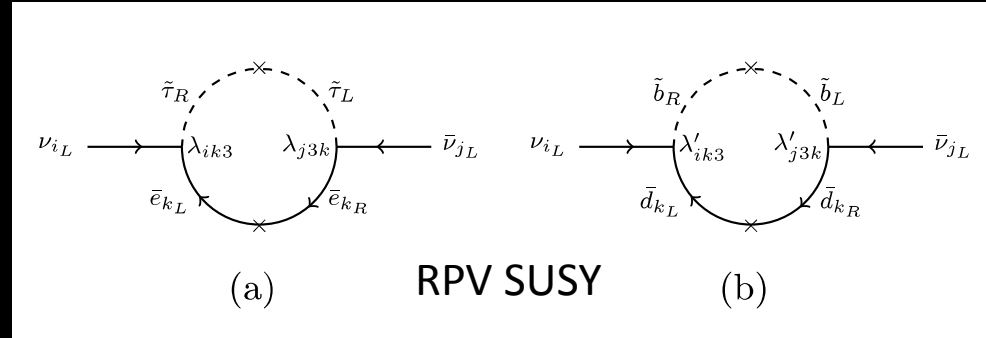 τ̃_R τ̃_L
ν_{i_L} λ_{ik3} λ_{j3k} ν̄_{j_L}
ē_{k_L} ē_{k_R}
(a)
b̃_R b̃_L
ν_{i_L} λ′_{ik3} λ′_{j3k} ν̄_{j_L}
d̄_{k_L} d̄_{k_R}
(b)
RPV SUSY